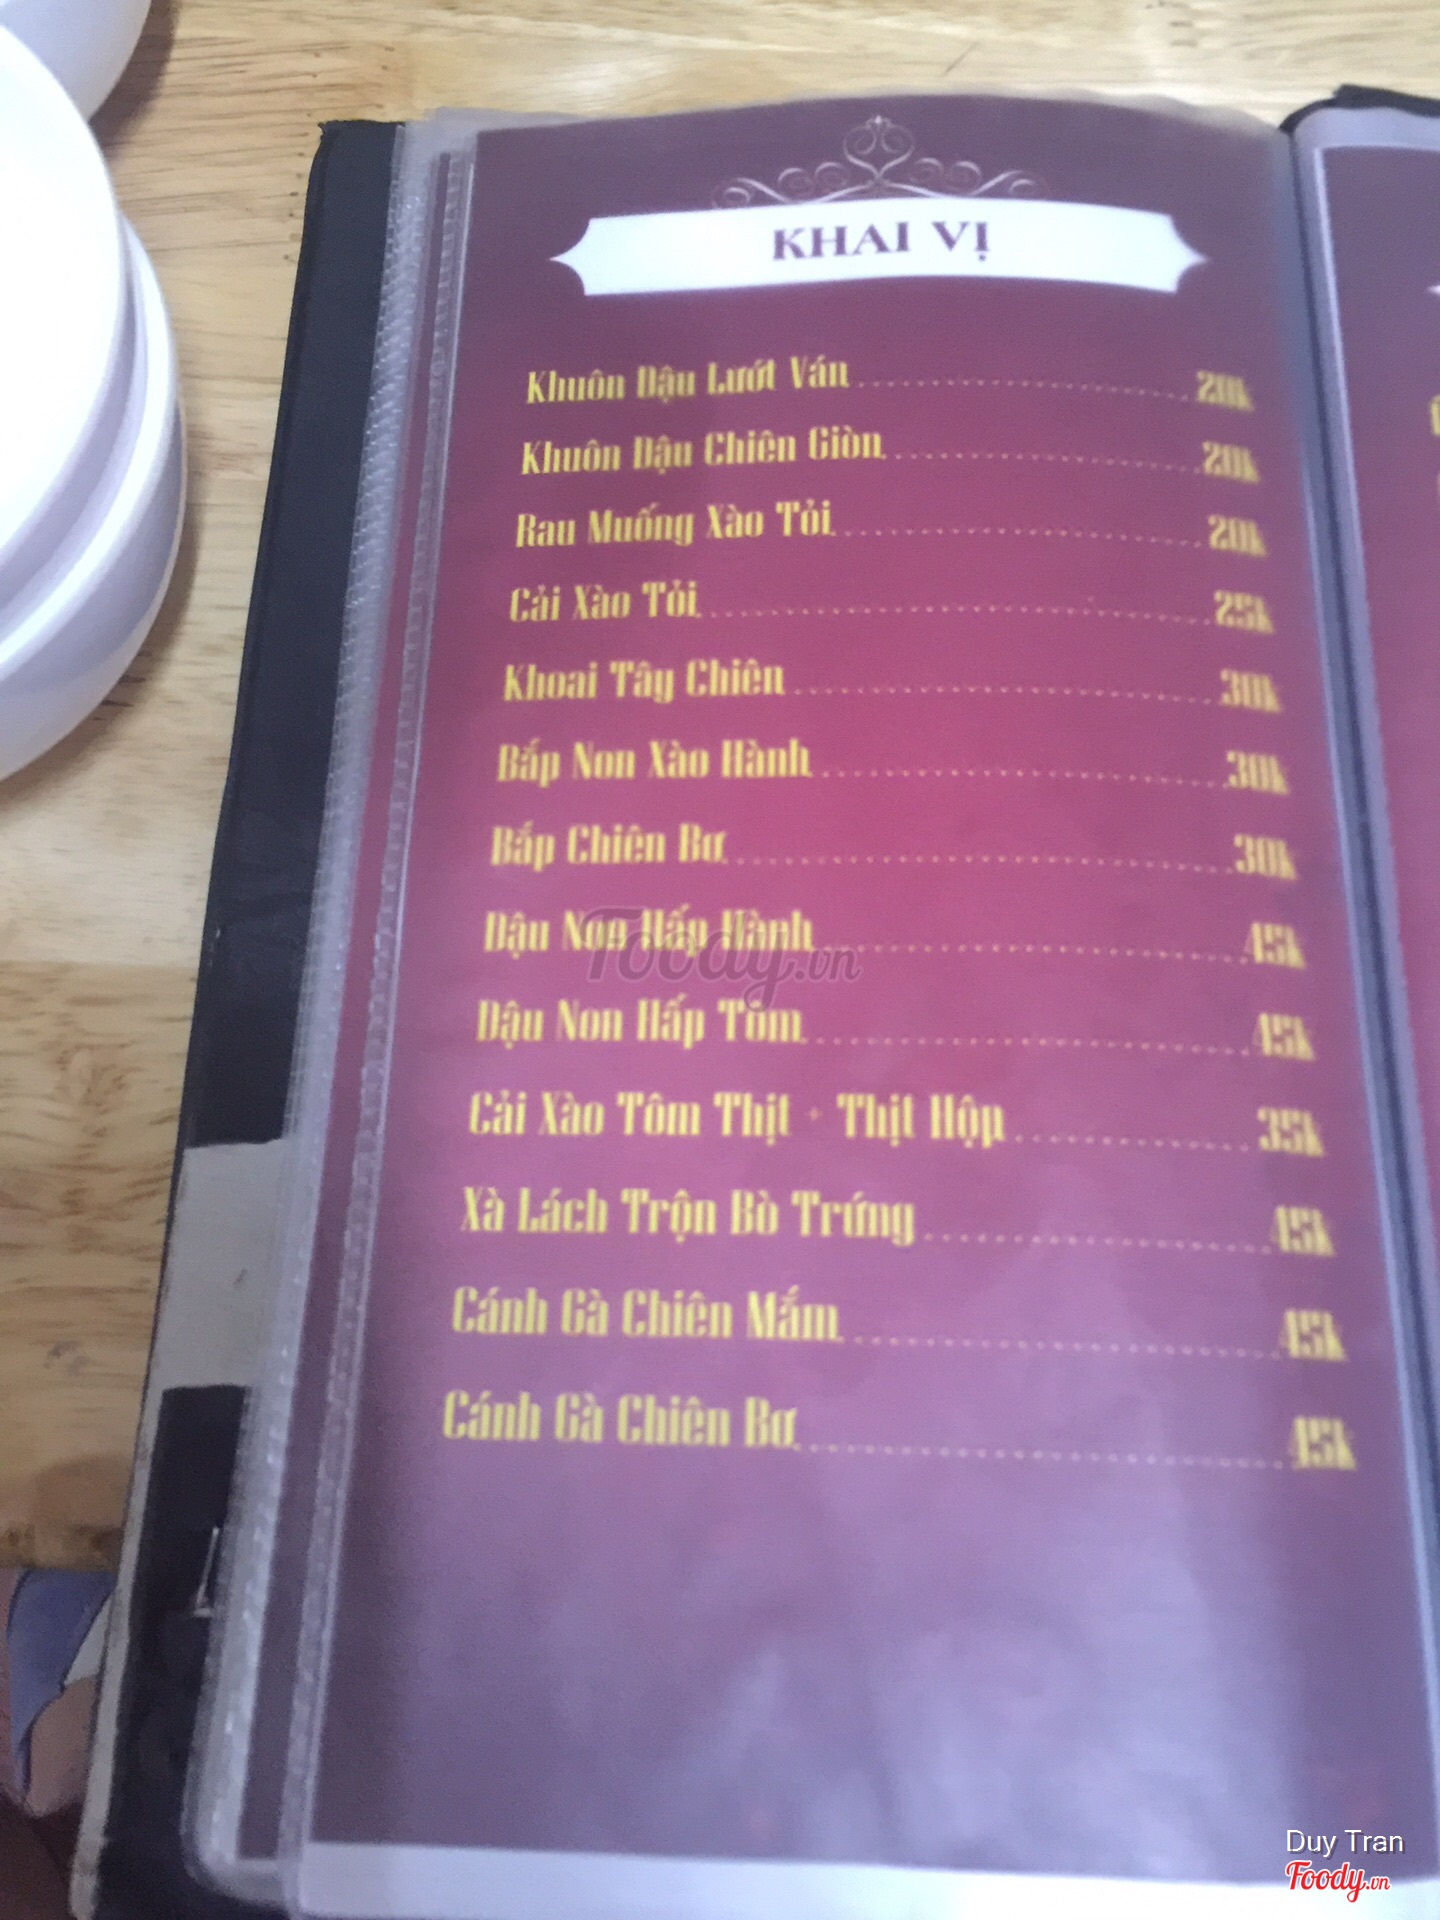 KHAI VỊ
Khuôn Đậu Lướt Ván 20k
Khuôn Đậu Chiên Giòn 20k
Rau Muống Xào Tỏi 20k
Cải Xào Tỏi 25k
Khoai Tây Chiên 30k
Bắp Non Xào Hành 30k
Bắp Chiên Bơ 30k
Đậu Non Hấp Hành 45k
Đậu Non Hấp Tôm 45k
Cải Xào Tôm Thịt + Thịt Hộp 35k
Xà Lách Trộn Bò Trứng 45k
Cánh Gà Chiên Mắm 45k
Cánh Gà Chiên Bơ 45k
Foody.vn
Duy Tran
Foody.vn